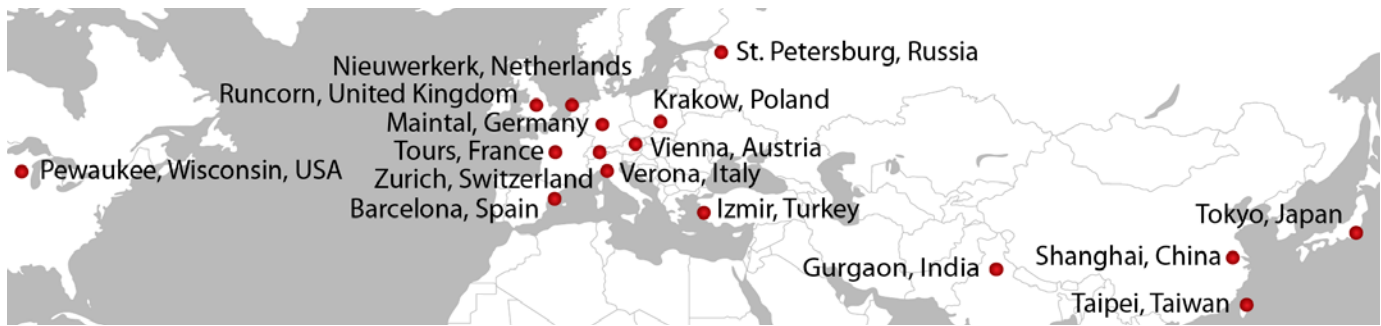 St. Petersburg, Russia
Nieuwerkerk, Netherlands
Runcorn, United Kingdom
Krakow, Poland
Maintal, Germany
Tours, France
Vienna, Austria
Pewaukee, Wisconsin, USA
Zurich, Switzerland
Verona, Italy
Barcelona, Spain
Izmir, Turkey
Tokyo, Japan
Shanghai, China
Gurgaon, India
Taipei, Taiwan